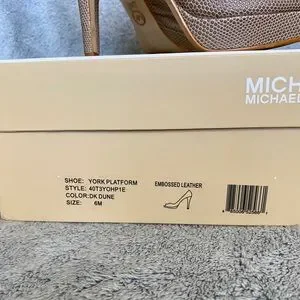 MICH
MICHAEL
SHOE: YORK PLATFORM
STYLE: 40T3YOHP1E
COLOR: DK DUNE
SIZE: 6M
EMBOSSED LEATHER